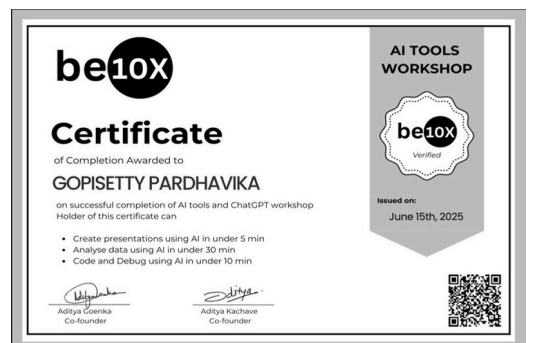 be10X
Certificate
of Completion Awarded to
GOPISETTY PARDHAVIKA
on successful completion of AI tools and ChatGPT workshop
Holder of this certificate can
• Create presentations using AI in under 5 min
• Analyse data using AI in under 30 min
• Code and Debug using AI in under 10 min
Aditya Goenka
Co-founder
Aditya.
Aditya Kachave
Co-founder
AI TOOLS
WORKSHOP
be10X
Verified
Issued on:
June 15th, 2025